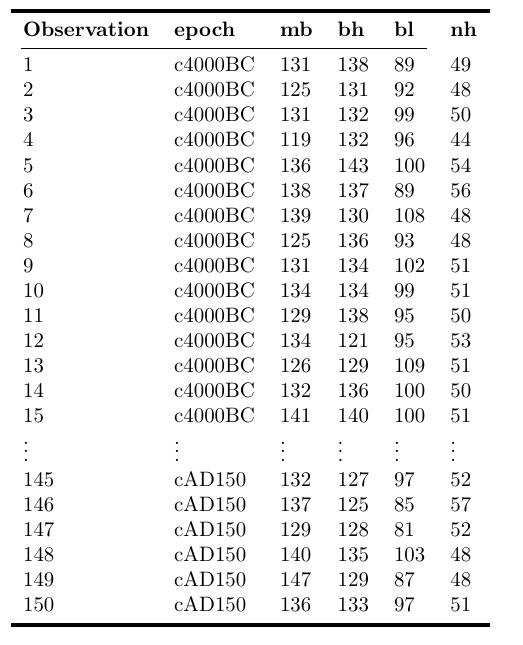 Observation epoch mb bh bl nh
1 c4000BC 131 138 89 49
2 c4000BC 125 131 92 48
3 c4000BC 131 132 99 50
4 c4000BC 119 132 96 44
5 c4000BC 136 143 100 54
6 c4000BC 138 137 89 56
7 c4000BC 139 130 108 48
8 c4000BC 125 136 93 48
9 c4000BC 131 134 102 51
10 c4000BC 134 134 99 51
11 c4000BC 129 138 95 50
12 c4000BC 134 121 95 53
13 c4000BC 126 129 109 51
14 c4000BC 132 136 100 50
15 c4000BC 141 140 100 51
⋮ ⋮ ⋮ ⋮ ⋮ ⋮
145 cAD150 132 127 97 52
146 cAD150 137 125 85 57
147 cAD150 129 128 81 52
148 cAD150 140 135 103 48
149 cAD150 147 129 87 48
150 cAD150 136 133 97 51